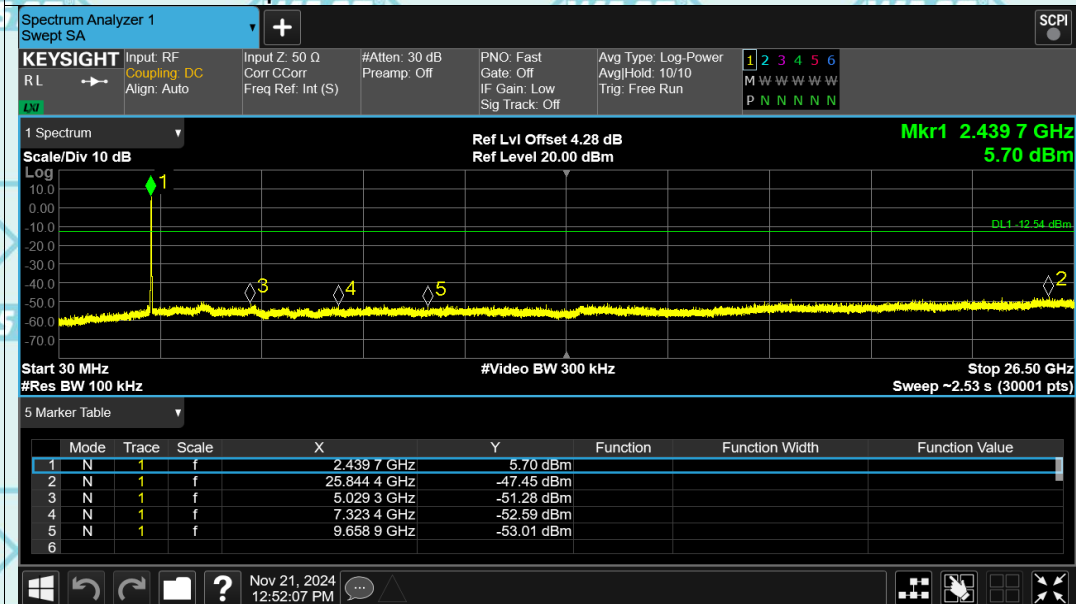 Spectrum Analyzer 1
Swept SA
+
SCPI
KEYSIGHT Input: RF Input Z: 50 Ω #Atten: 30 dB PNO: Fast Avg Type: Log-Power 1 2 3 4 5 6
R L Coupling: DC Corr CCorr Preamp: Off Gate: Off Avg|Hold: 10/10 M W W W W W
Align: Auto Freq Ref: Int (S) IF Gain: Low Trig: Free Run P N N N N N
LXI Sig Track: Off
1 Spectrum Ref Lvl Offset 4.28 dB Mkr1 2.439 7 GHz
Scale/Div 10 dB Ref Level 20.00 dBm 5.70 dBm
Log
1
10.0
0.00
-10.0 DL1 -12.54 dBm
-20.0
-30.0
-40.0 3 4 5 2
-50.0
-60.0
-70.0
Start 30 MHz #Video BW 300 kHz Stop 26.50 GHz
#Res BW 100 kHz Sweep ~2.53 s (30001 pts)
5 Marker Table
Mode Trace Scale X Y Function Function Width Function Value
1 N 1 f 2.439 7 GHz 5.70 dBm
2 N 1 f 25.844 4 GHz -47.45 dBm
3 N 1 f 5.029 3 GHz -51.28 dBm
4 N 1 f 7.323 4 GHz -52.59 dBm
5 N 1 f 9.658 9 GHz -53.01 dBm
6
? Nov 21, 2024
12:52:07 PM